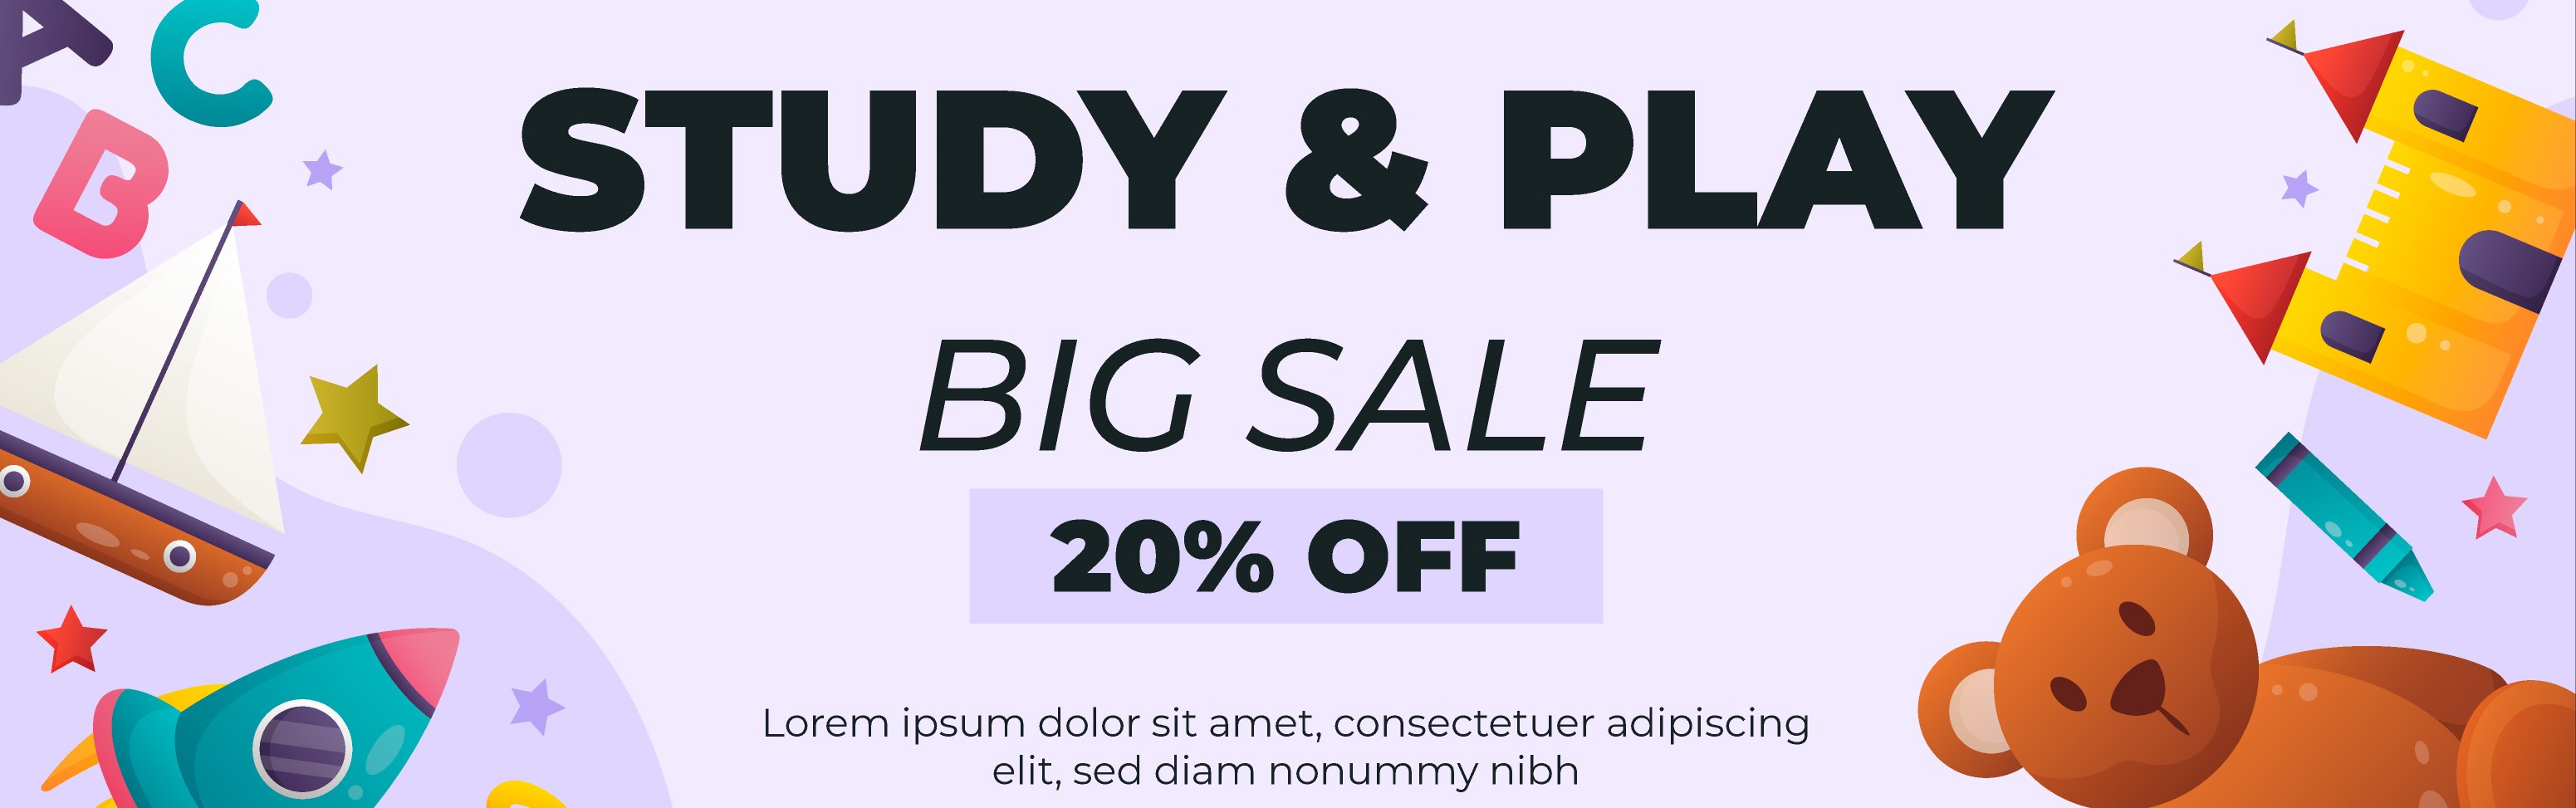 A C
B
STUDY & PLAY
BIG SALE
20% OFF
Lorem ipsum dolor sit amet, consectetuer adipiscing
elit, sed diam nonummy nibh